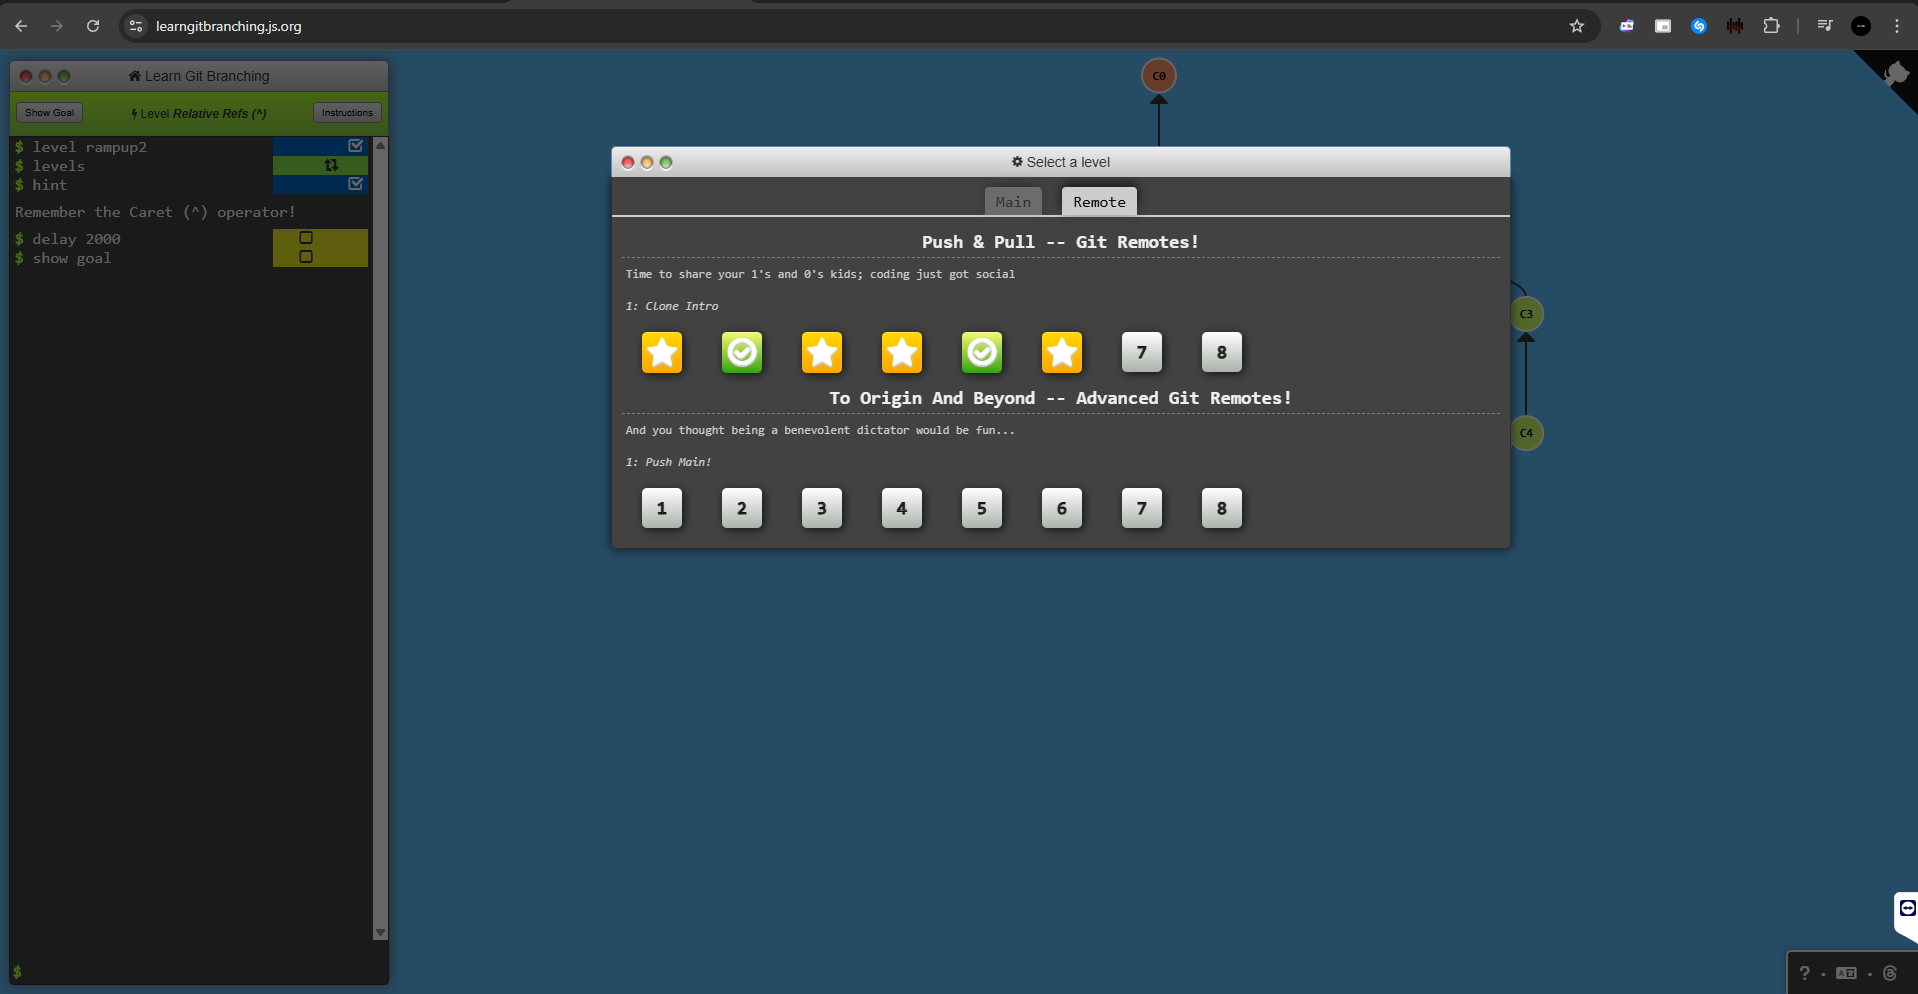 learngitbranching.js.org
Learn Git Branching
Show Goal
Level Relative Refs (^)
Instructions
$ level rampup2
$ levels
$ hint
Remember the Caret (^) operator!
$ delay 2000
$ show goal
$
C0
Select a level
Main
Remote
Push & Pull -- Git Remotes!
Time to share your 1's and 0's kids; coding just got social
1: Clone Intro
7 8
To Origin And Beyond -- Advanced Git Remotes!
And you thought being a benevolent dictator would be fun...
1: Push Main!
1 2 3 4 5 6 7 8
C3
C4
?